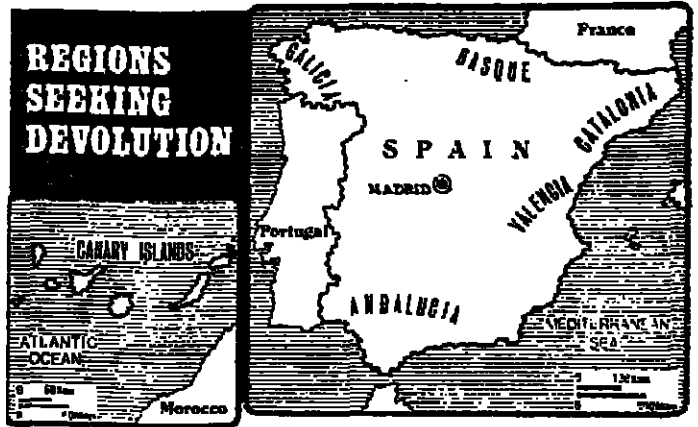 REGIONS
SEEKING
DEVOLUTION
CANARY ISLANDS
ATLANTIC
OCEAN
Morocco
France
GALICIA
BASQUE
CATALONIA
SPAIN
MADRID
VALENCIA
Portugal
ANDALUCIA
MEDITERRANEAN
SEA